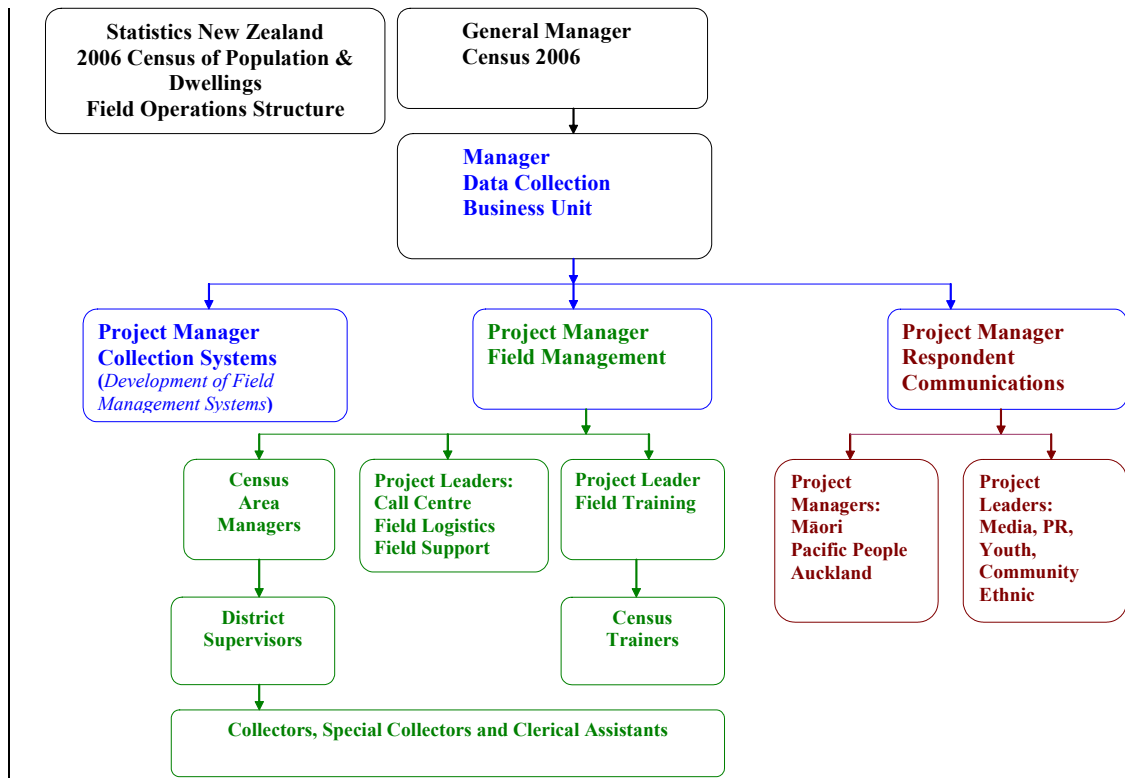 Statistics New Zealand
2006 Census of Population &
Dwellings
Field Operations Structure
General Manager
Census 2006
Manager
Data Collection
Business Unit
Project Manager
Collection Systems
(Development of Field
Management Systems)
Project Manager
Field Management
Project Manager
Respondent
Communications
Census
Area
Managers
Project Leaders:
Call Centre
Field Logistics
Field Support
Project Leader
Field Training
Project
Managers:
Māori
Pacific People
Auckland
Project
Leaders:
Media, PR,
Youth,
Community
Ethnic
District
Supervisors
Census
Trainers
Collectors, Special Collectors and Clerical Assistants